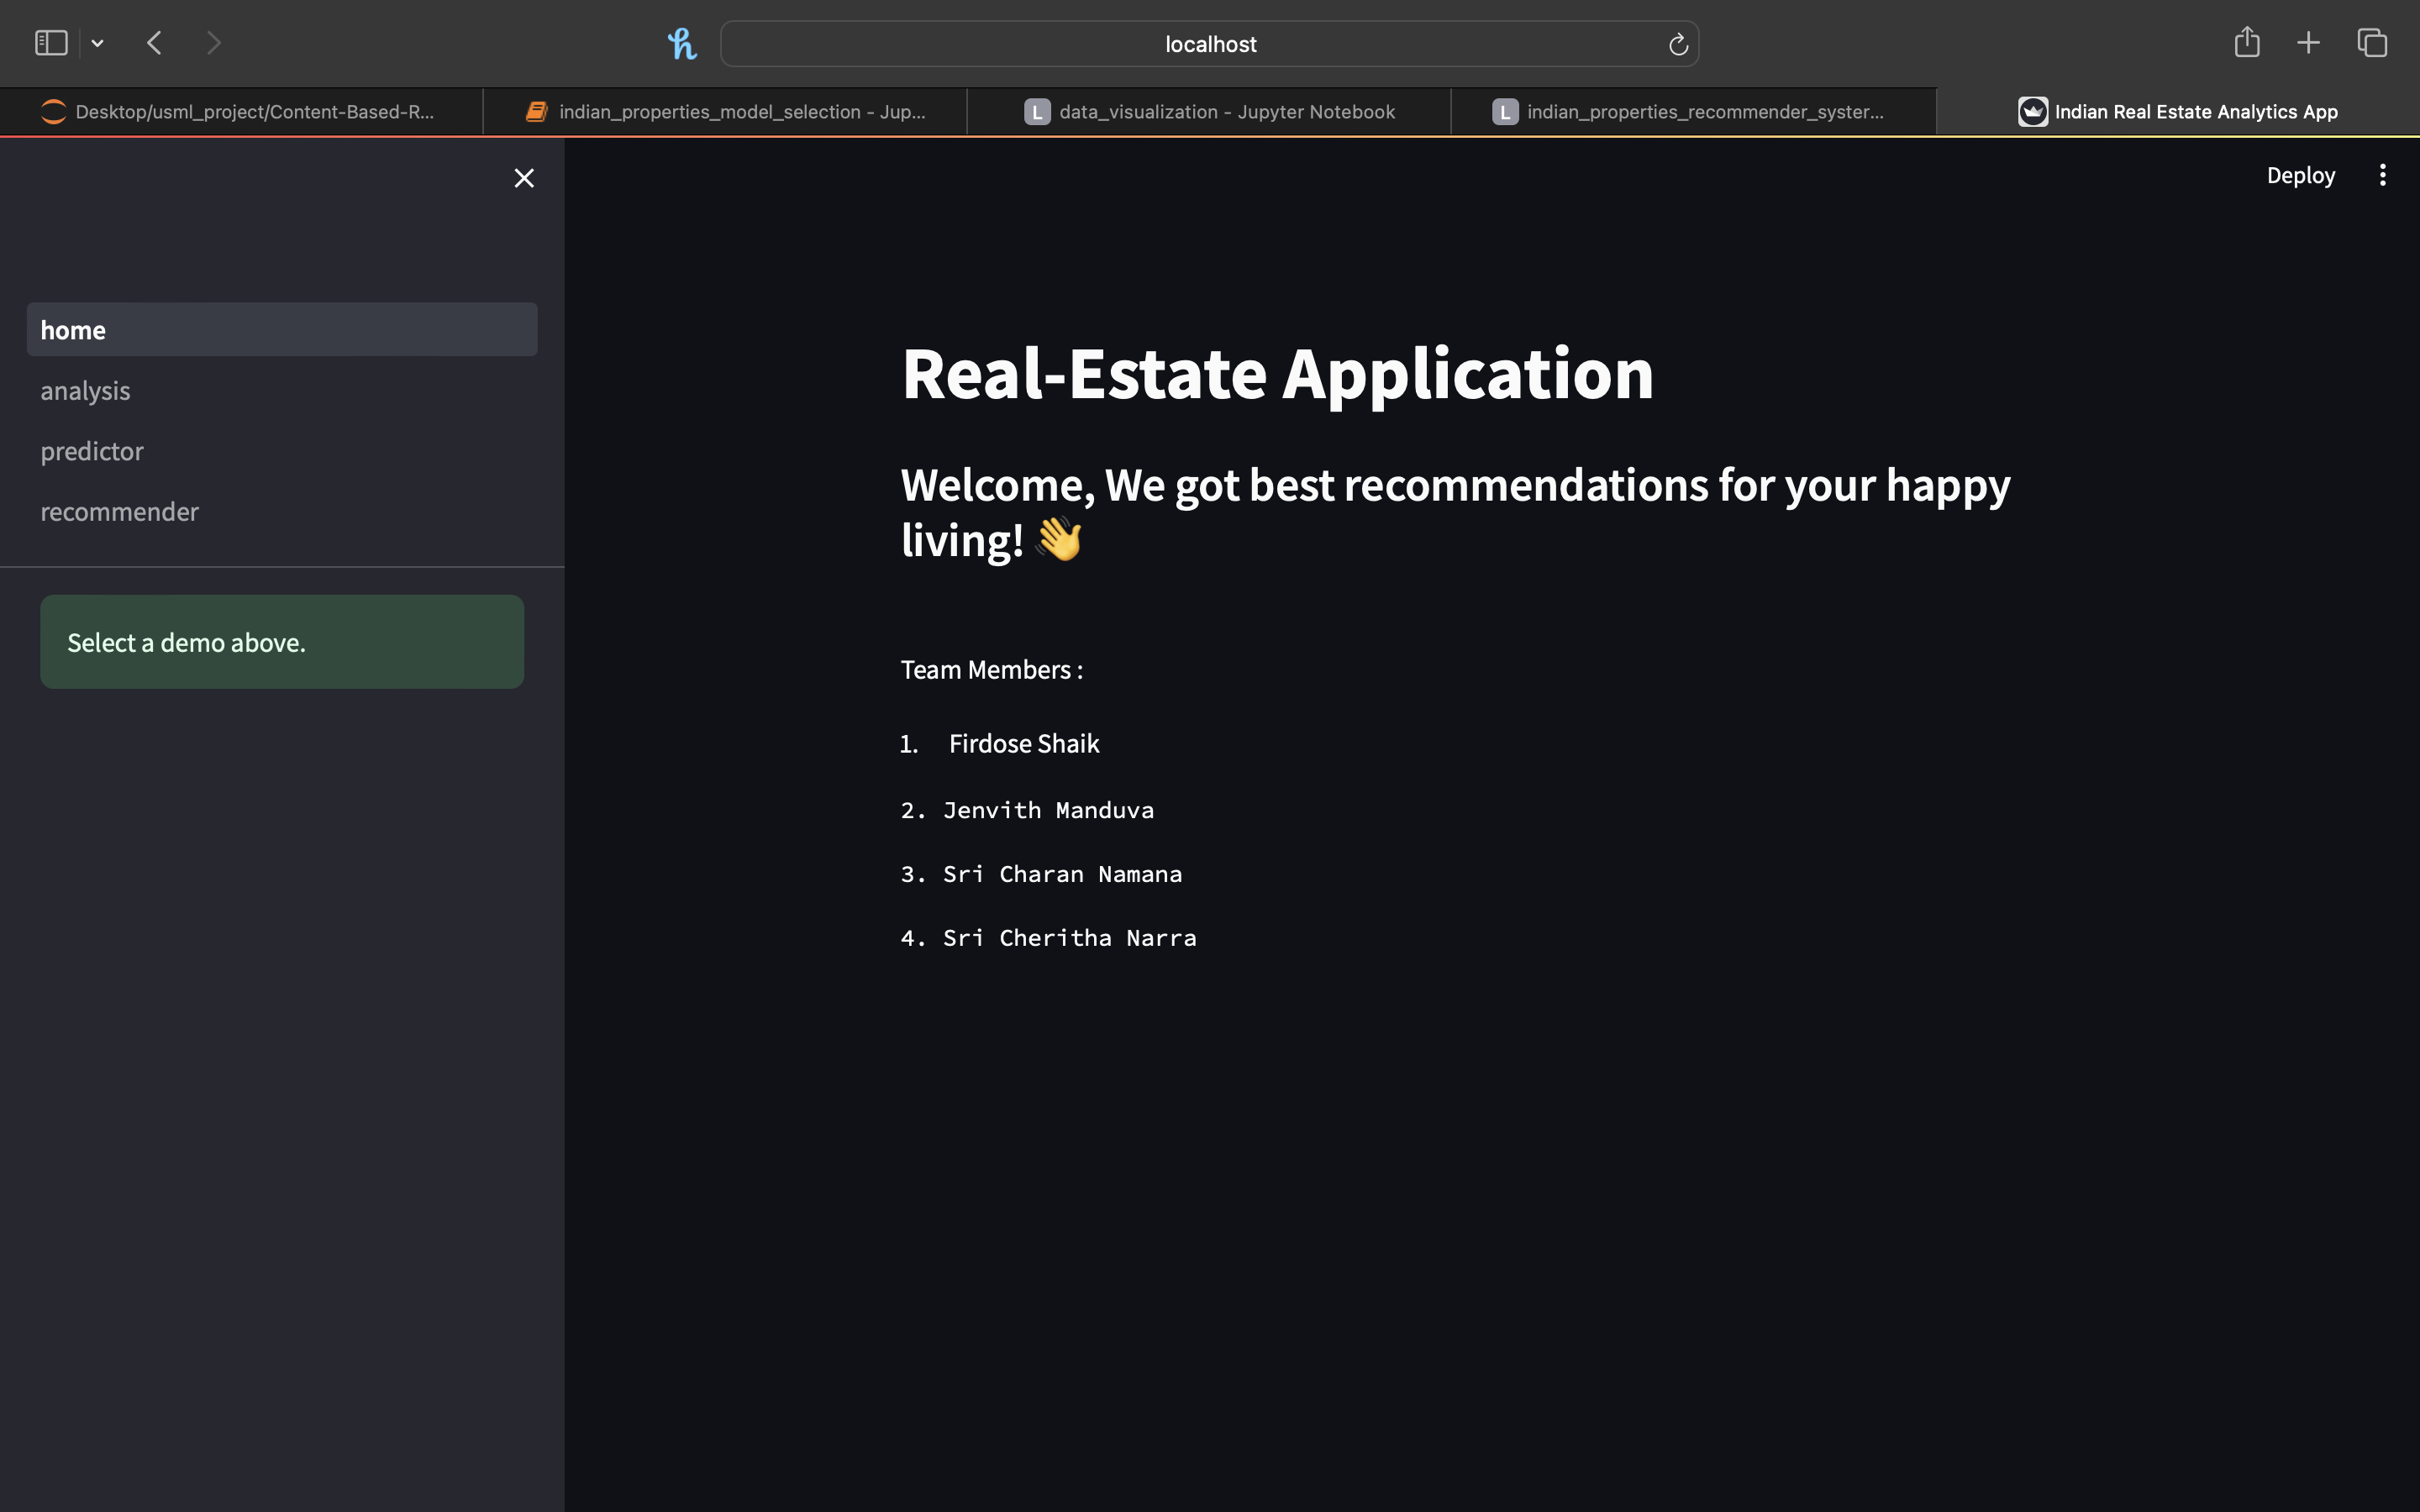 localhost
Desktop/usml_project/Content-Based-R...
indian_properties_model_selection - Jup...
L data_visualization - Jupyter Notebook
L indian_properties_recommender_syster...
Indian Real Estate Analytics App
Deploy
home
analysis
predictor
recommender
Select a demo above.
Real-Estate Application
Welcome, We got best recommendations for your happy
living! 👋
Team Members :
1. Firdose Shaik
2. Jenvith Manduva
3. Sri Charan Namana
4. Sri Cheritha Narra